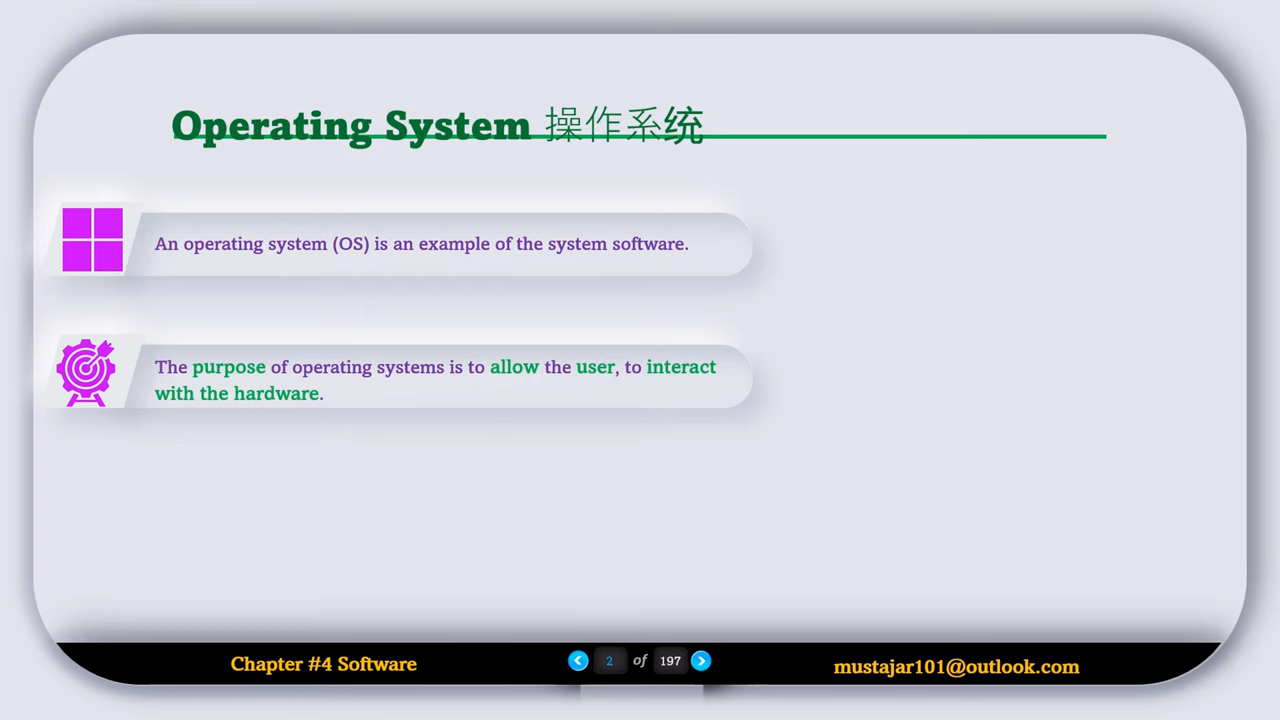 Operating System 操作系统
An operating system (OS) is an example of the system software.
The purpose of operating systems is to allow the user, to interact
with the hardware.
Chapter #4 Software
2 of 197
mustajar101@outlook.com